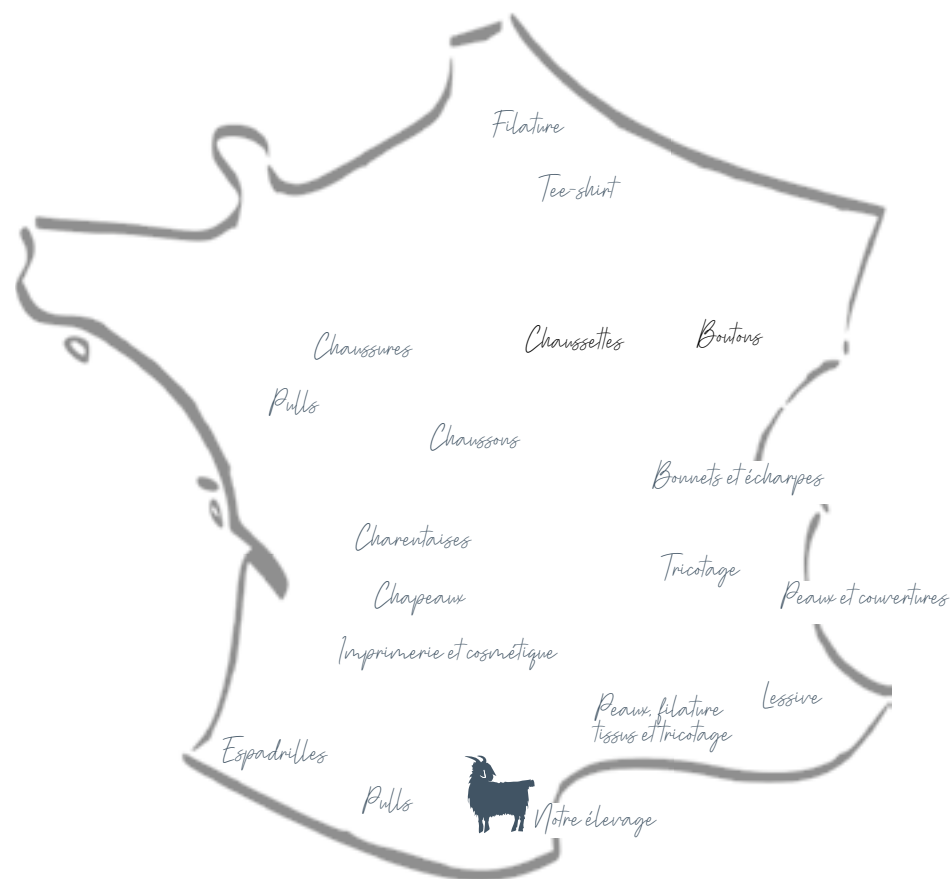 Filature
Tee-shirt
Chaussures
Chaussettes
Boutons
Pulls
Chaussons
Bonnets et écharpes
Charentaises
Tricotage
Chapeaux
Peaux et couvertures
Imprimerie et cosmétique
Lessive
Peaux, filature
tissus et tricotage
Espadrilles
Pulls
Notre élevage